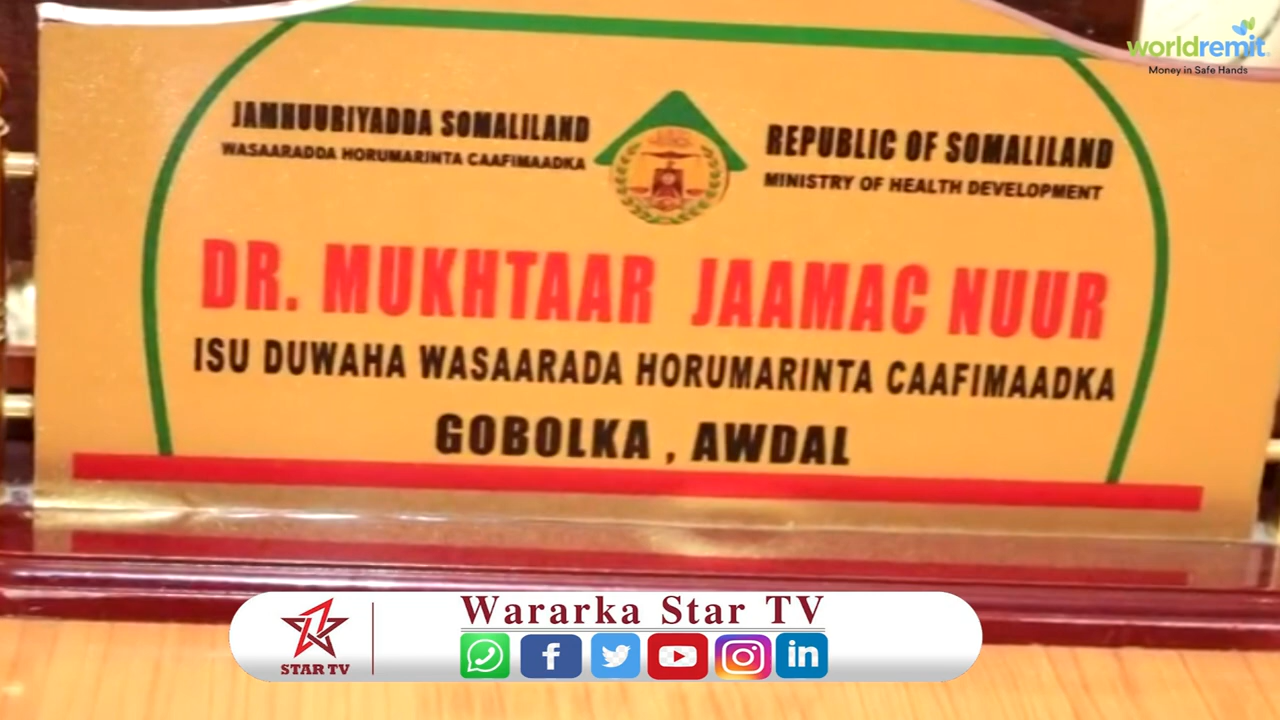 worldremit
Money in Safe Hands
JAMHUURIYADDA SOMALILAND
WASAARADDA HORUMARINTA CAAFIMAADKA
REPUBLIC OF SOMALILAND
MINISTRY OF HEALTH DEVELOPMENT
DR. MUKHTAAR JAAMAC NUUR
ISU DUWAHA WASAARADA HORUMARINTA CAAFIMAADKA
GOBOLKA , AWDAL
STAR TV
Wararka Star TV